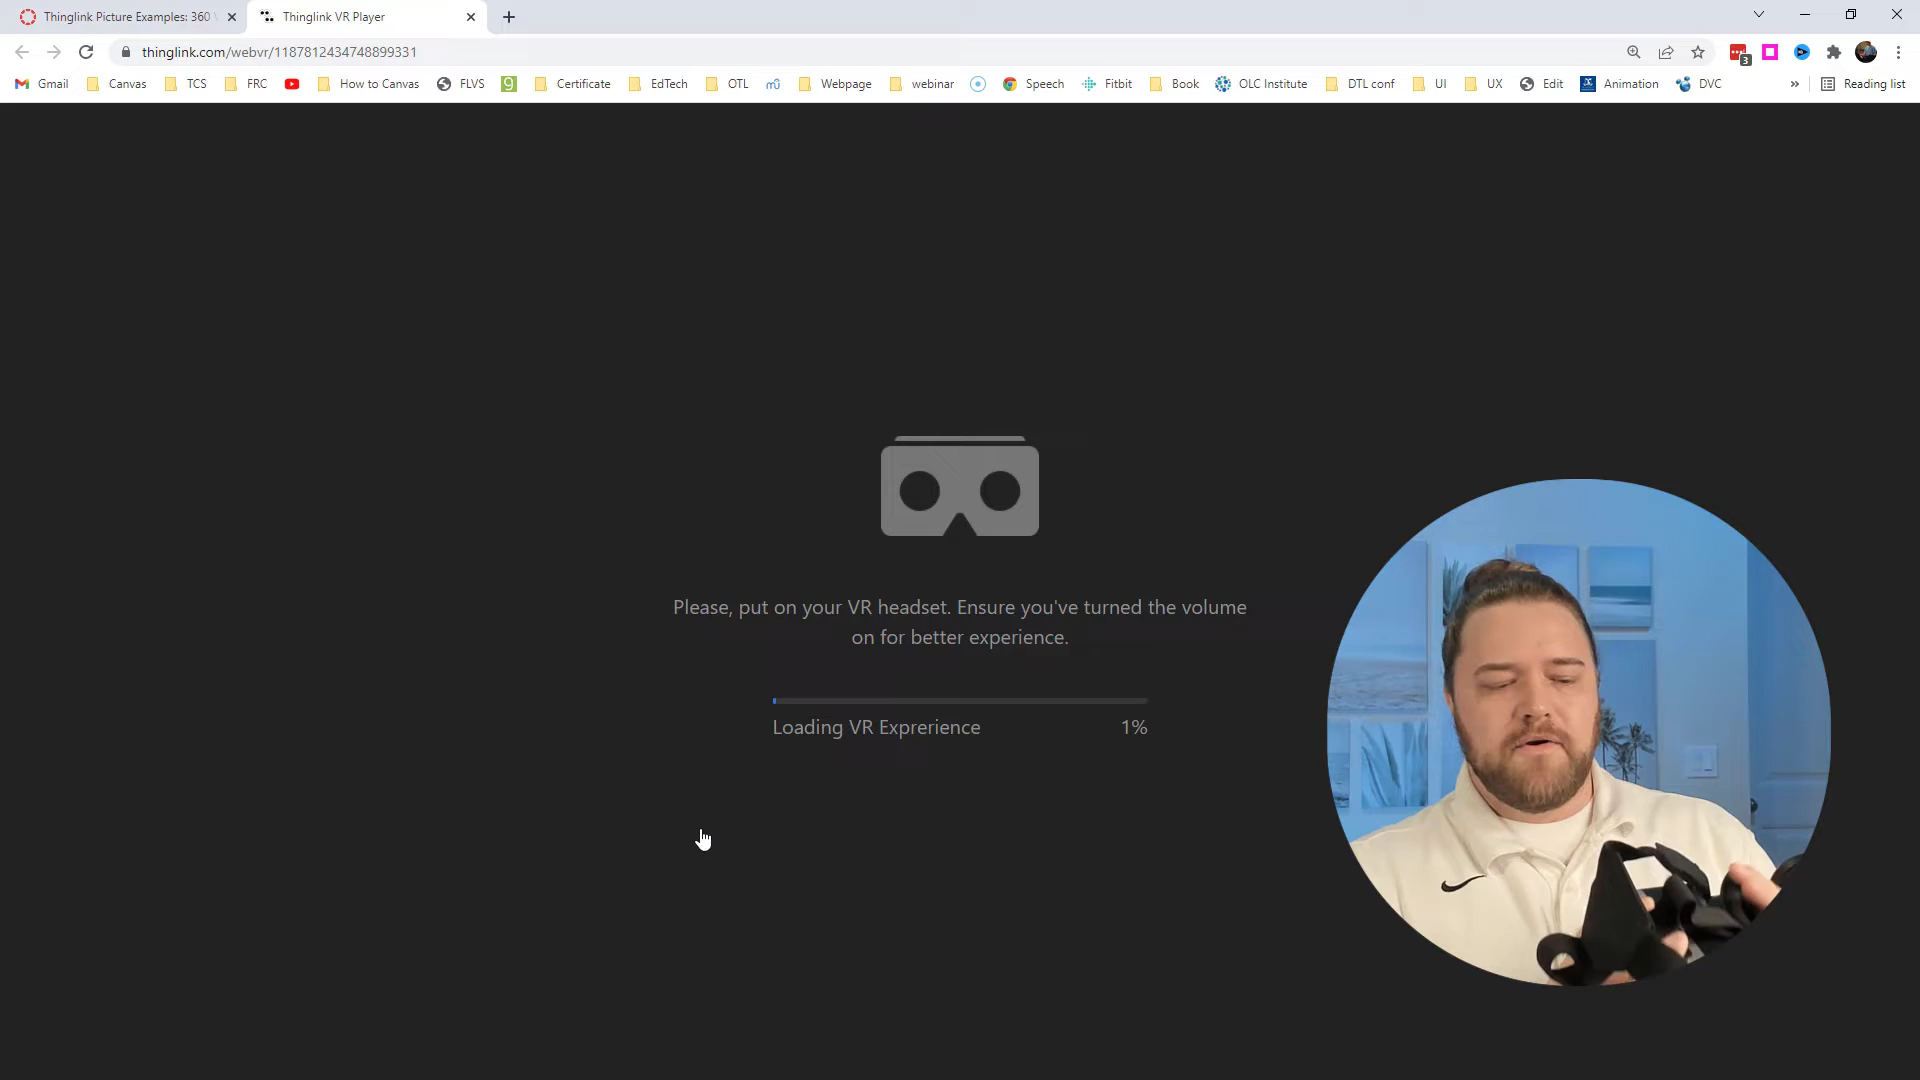 Thinglink Picture Examples: 360
Thinglink VR Player
thinglink.com/webvr/1187812434748899331
3
Gmail Canvas TCS FRC How to Canvas FLVS Certificate EdTech OTL Webpage webinar Speech Fitbit Book OLC Institute DTL conf UI UX Edit Animation DVC » Reading list
Please, put on your VR headset. Ensure you've turned the volume
on for better experience.
Loading VR Exprerience 1%